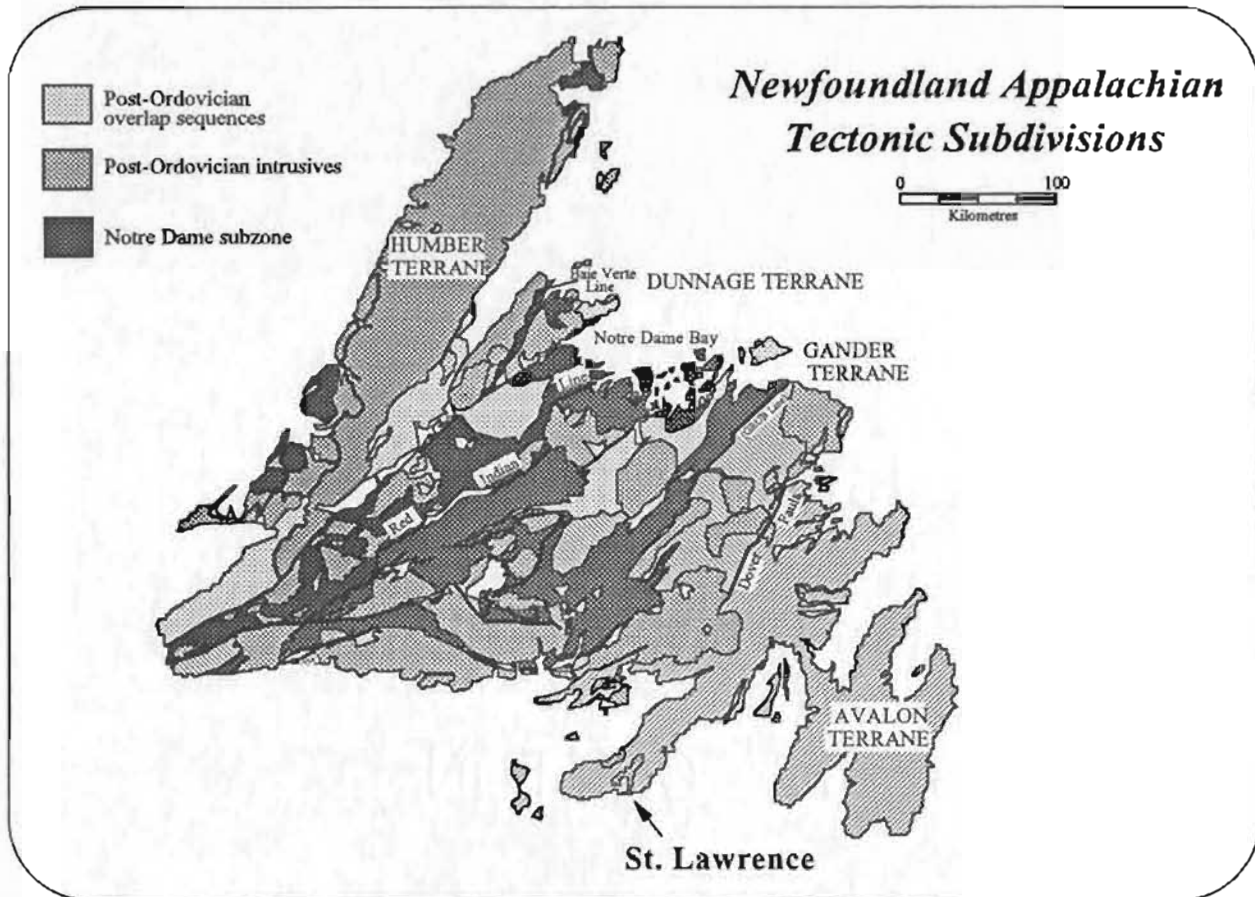 Newfoundland Appalachian
Tectonic Subdivisions
0 100
Kilometres
Post-Ordovician
overlap sequences
Post-Ordovician intrusives
Notre Dame subzone
HUMBER
TERRANE
Baie Verte
Line
DUNNAGE TERRANE
Notre Dame Bay
GANDER
TERRANE
Line
Indian
Red
Dover
Fault
AVALON
TERRANE
St. Lawrence